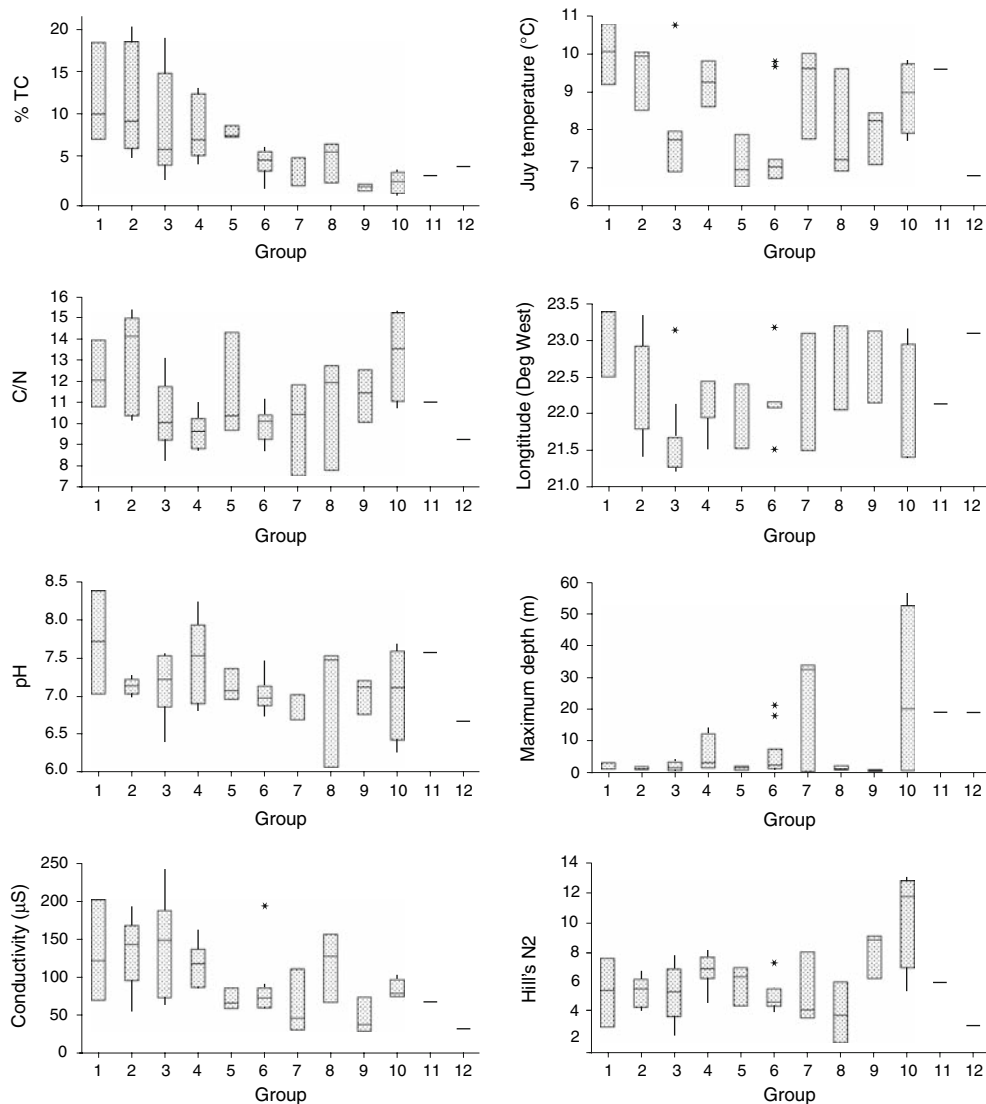 % TC
20
15
10
5
0
1 2 3 4 5 6 7 8 9 10 11 12
Group
Juy temperature (°C)
11
10
9
8
7
6
1 2 3 4 5 6 7 8 9 10 11 12
Group
C/N
16
15
14
13
12
11
10
9
8
7
1 2 3 4 5 6 7 8 9 10 11 12
Group
Longtitude (Deg West)
23.5
23.0
22.5
22.0
21.5
21.0
1 2 3 4 5 6 7 8 9 10 11 12
Group
pH
8.5
8.0
7.5
7.0
6.5
6.0
1 2 3 4 5 6 7 8 9 10 11 12
Group
Maximum depth (m)
60
50
40
30
20
10
0
1 2 3 4 5 6 7 8 9 10 11 12
Group
Conductivity (µS)
250
200
150
100
50
0
1 2 3 4 5 6 7 8 9 10 11 12
Group
Hill's N2
14
12
10
8
6
4
2
1 2 3 4 5 6 7 8 9 10 11 12
Group